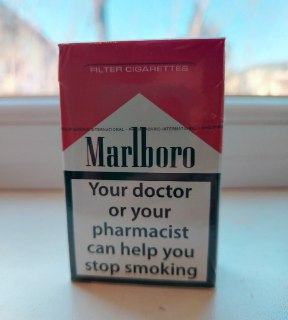 FILTER CIGARETTES
Marlboro
Your doctor
or your
pharmacist
can help you
stop smoking